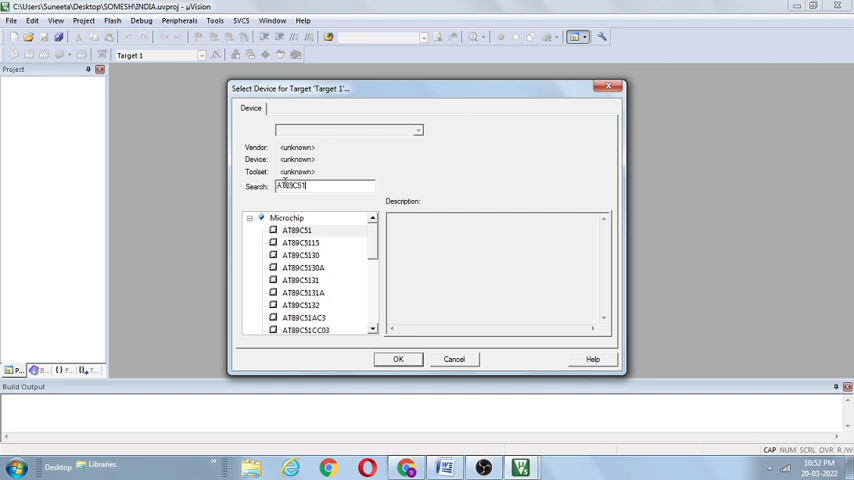 C:\Users\Suneeta\Desktop\SOMESH\INDIA.uvproj - µVision
File Edit View Project Flash Debug Peripherals Tools SVCS Window Help
Target 1
Project
Select Device for Target 'Target 1'...
Device
Vendor: <unknown>
Device: <unknown>
Toolset: <unknown>
Search: AT89C51
Description:
Microchip
AT89C51
AT89C5115
AT89C5130
AT89C5130A
AT89C5131
AT89C5131A
AT89C5132
AT89C51AC3
AT89C51CC03
OK Cancel Help
P... B... {} F... T...
Build Output
CAP NUM SCRL OVR R/W
Desktop Libraries
10:52 PM
20-03-2022